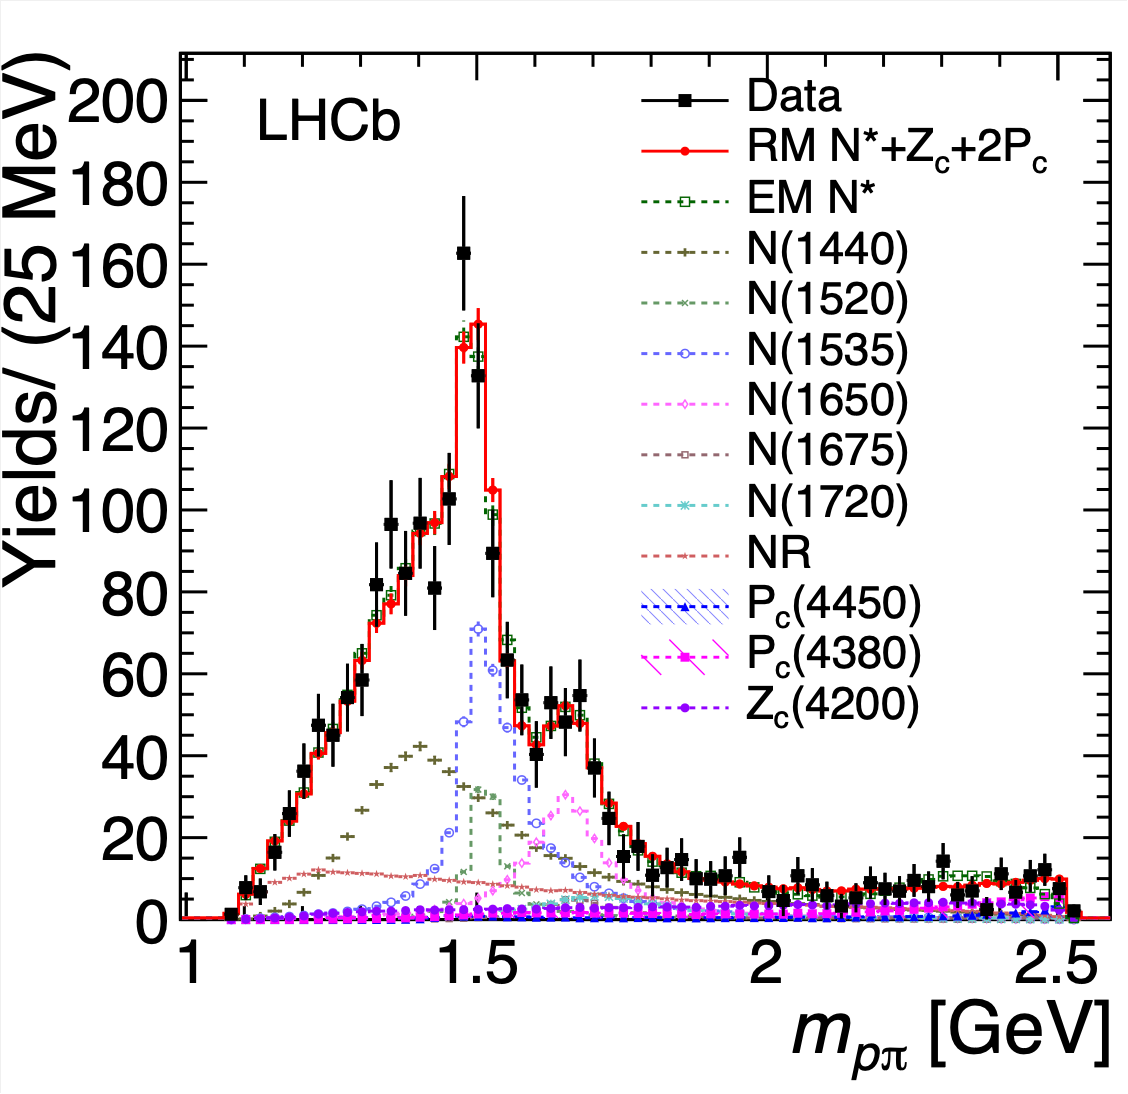 LHCb
Data
RM N*+Zc+2Pc
EM N*
N(1440)
N(1520)
N(1535)
N(1650)
N(1675)
N(1720)
NR
Pc(4450)
Pc(4380)
Zc(4200)
Yields/ (25 MeV)
200
180
160
140
120
100
80
60
40
20
0
1
1.5
2
2.5
mpπ [GeV]